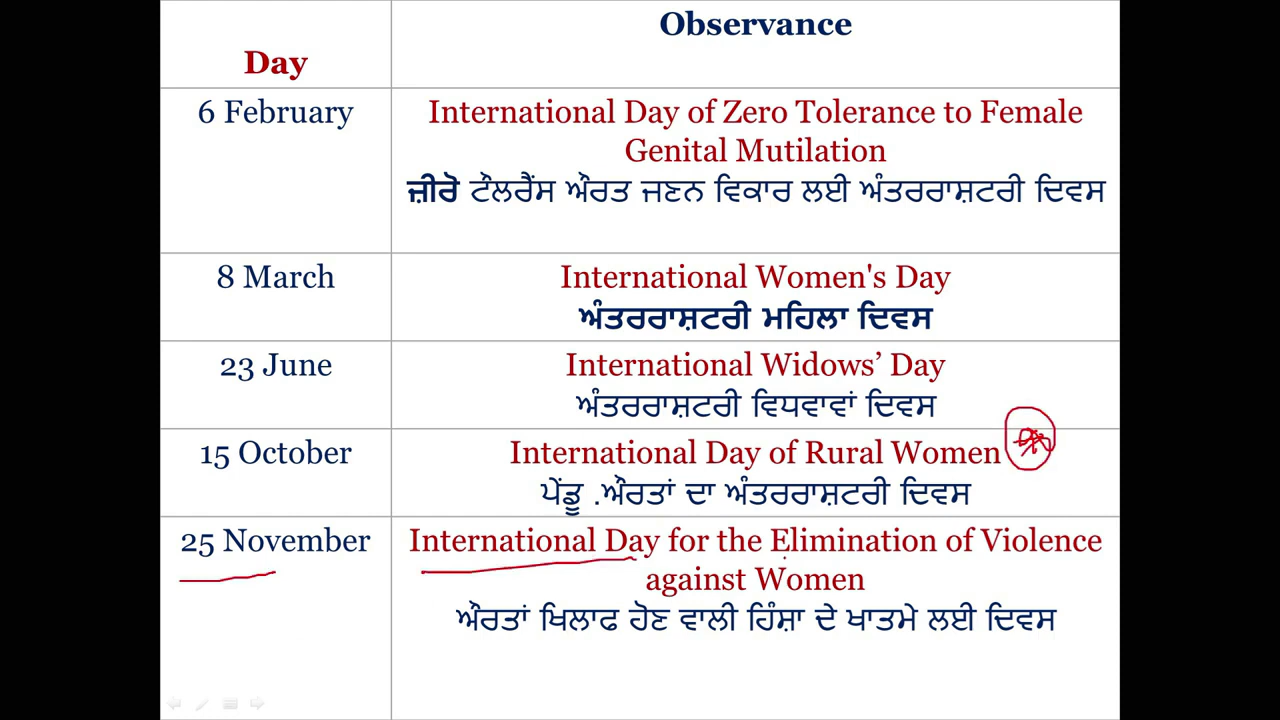 Observance
Day
6 February
International Day of Zero Tolerance to Female
Genital Mutilation
ਜ਼ੀਰੋ ਟੌਲਰੈਂਸ ਔਰਤ ਜਣਨ ਵਿਕਾਰ ਲਈ ਅੰਤਰਰਾਸ਼ਟਰੀ ਦਿਵਸ
8 March
International Women's Day
ਅੰਤਰਰਾਸ਼ਟਰੀ ਮਹਿਲਾ ਦਿਵਸ
23 June
International Widows’ Day
ਅੰਤਰਰਾਸ਼ਟਰੀ ਵਿਧਵਾਵਾਂ ਦਿਵਸ
15 October
International Day of Rural Women
ਪੇਂਡੂ .ਔਰਤਾਂ ਦਾ ਅੰਤਰਰਾਸ਼ਟਰੀ ਦਿਵਸ
25 November
International Day for the Elimination of Violence
against Women
ਔਰਤਾਂ ਖਿਲਾਫ ਹੋਣ ਵਾਲੀ ਹਿੰਸ਼ਾ ਦੇ ਖਾਤਮੇ ਲਈ ਦਿਵਸ